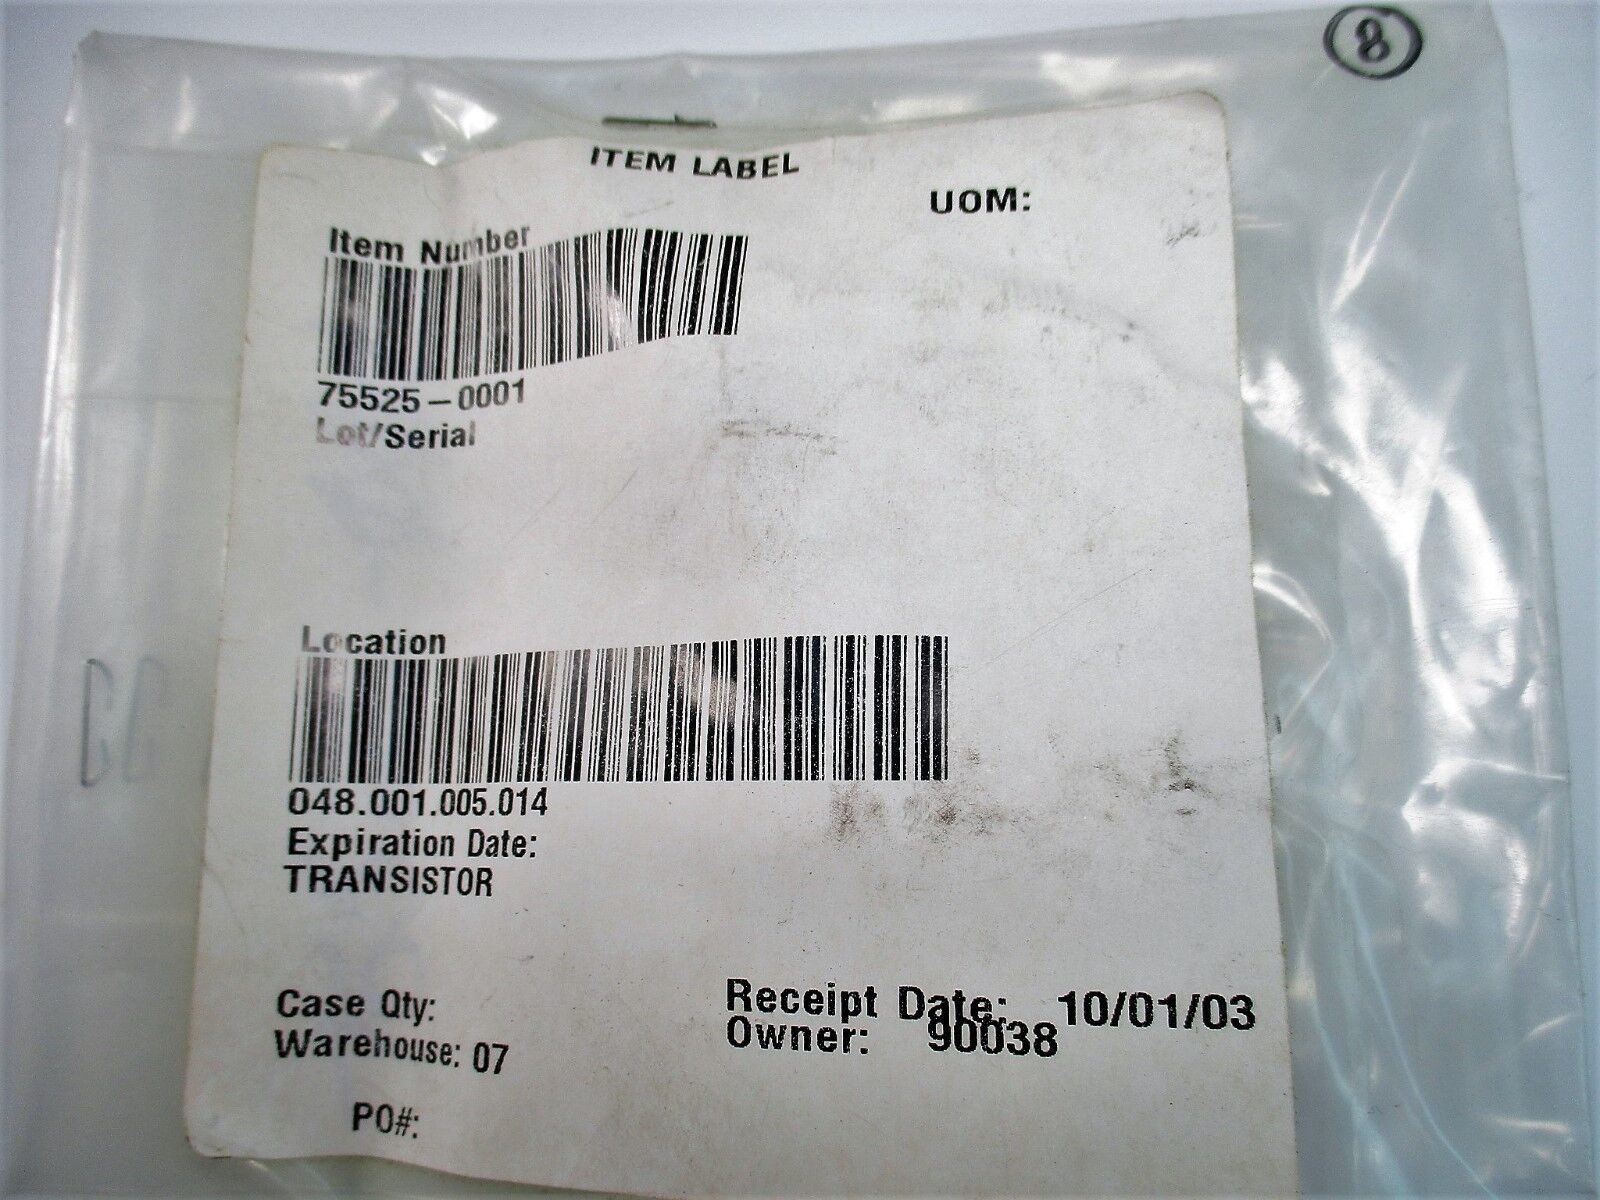 8
ITEM LABEL
UOM:
Item Number
75525-0001
Lot/Serial
Location
048.001.005.014
Expiration Date:
TRANSISTOR
Case Qty:
Receipt Date: 10/01/03
Warehouse: 07
Owner: 90038
PO#: